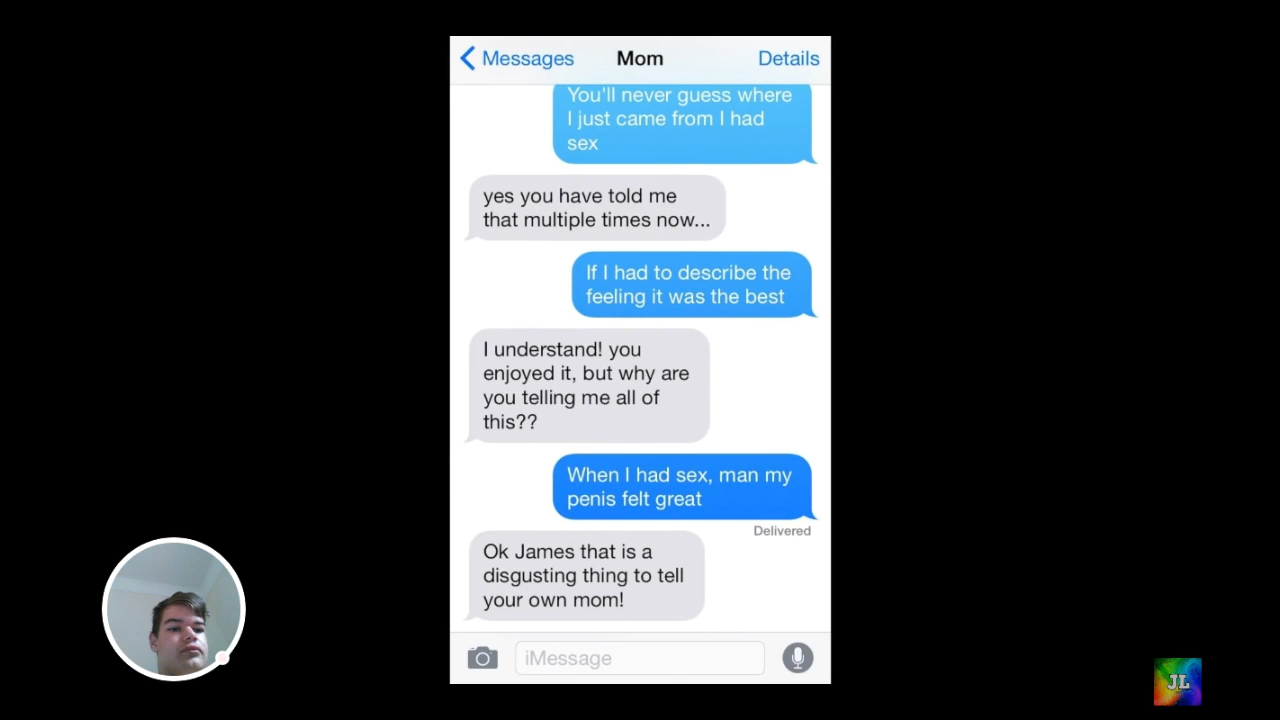 Messages
Mom
Details
You'll never guess where
I just came from I had
sex
yes you have told me
that multiple times now...
If I had to describe the
feeling it was the best
I understand! you
enjoyed it, but why are
you telling me all of
this??
When I had sex, man my
penis felt great
Delivered
Ok James that is a
disgusting thing to tell
your own mom!
iMessage
JL